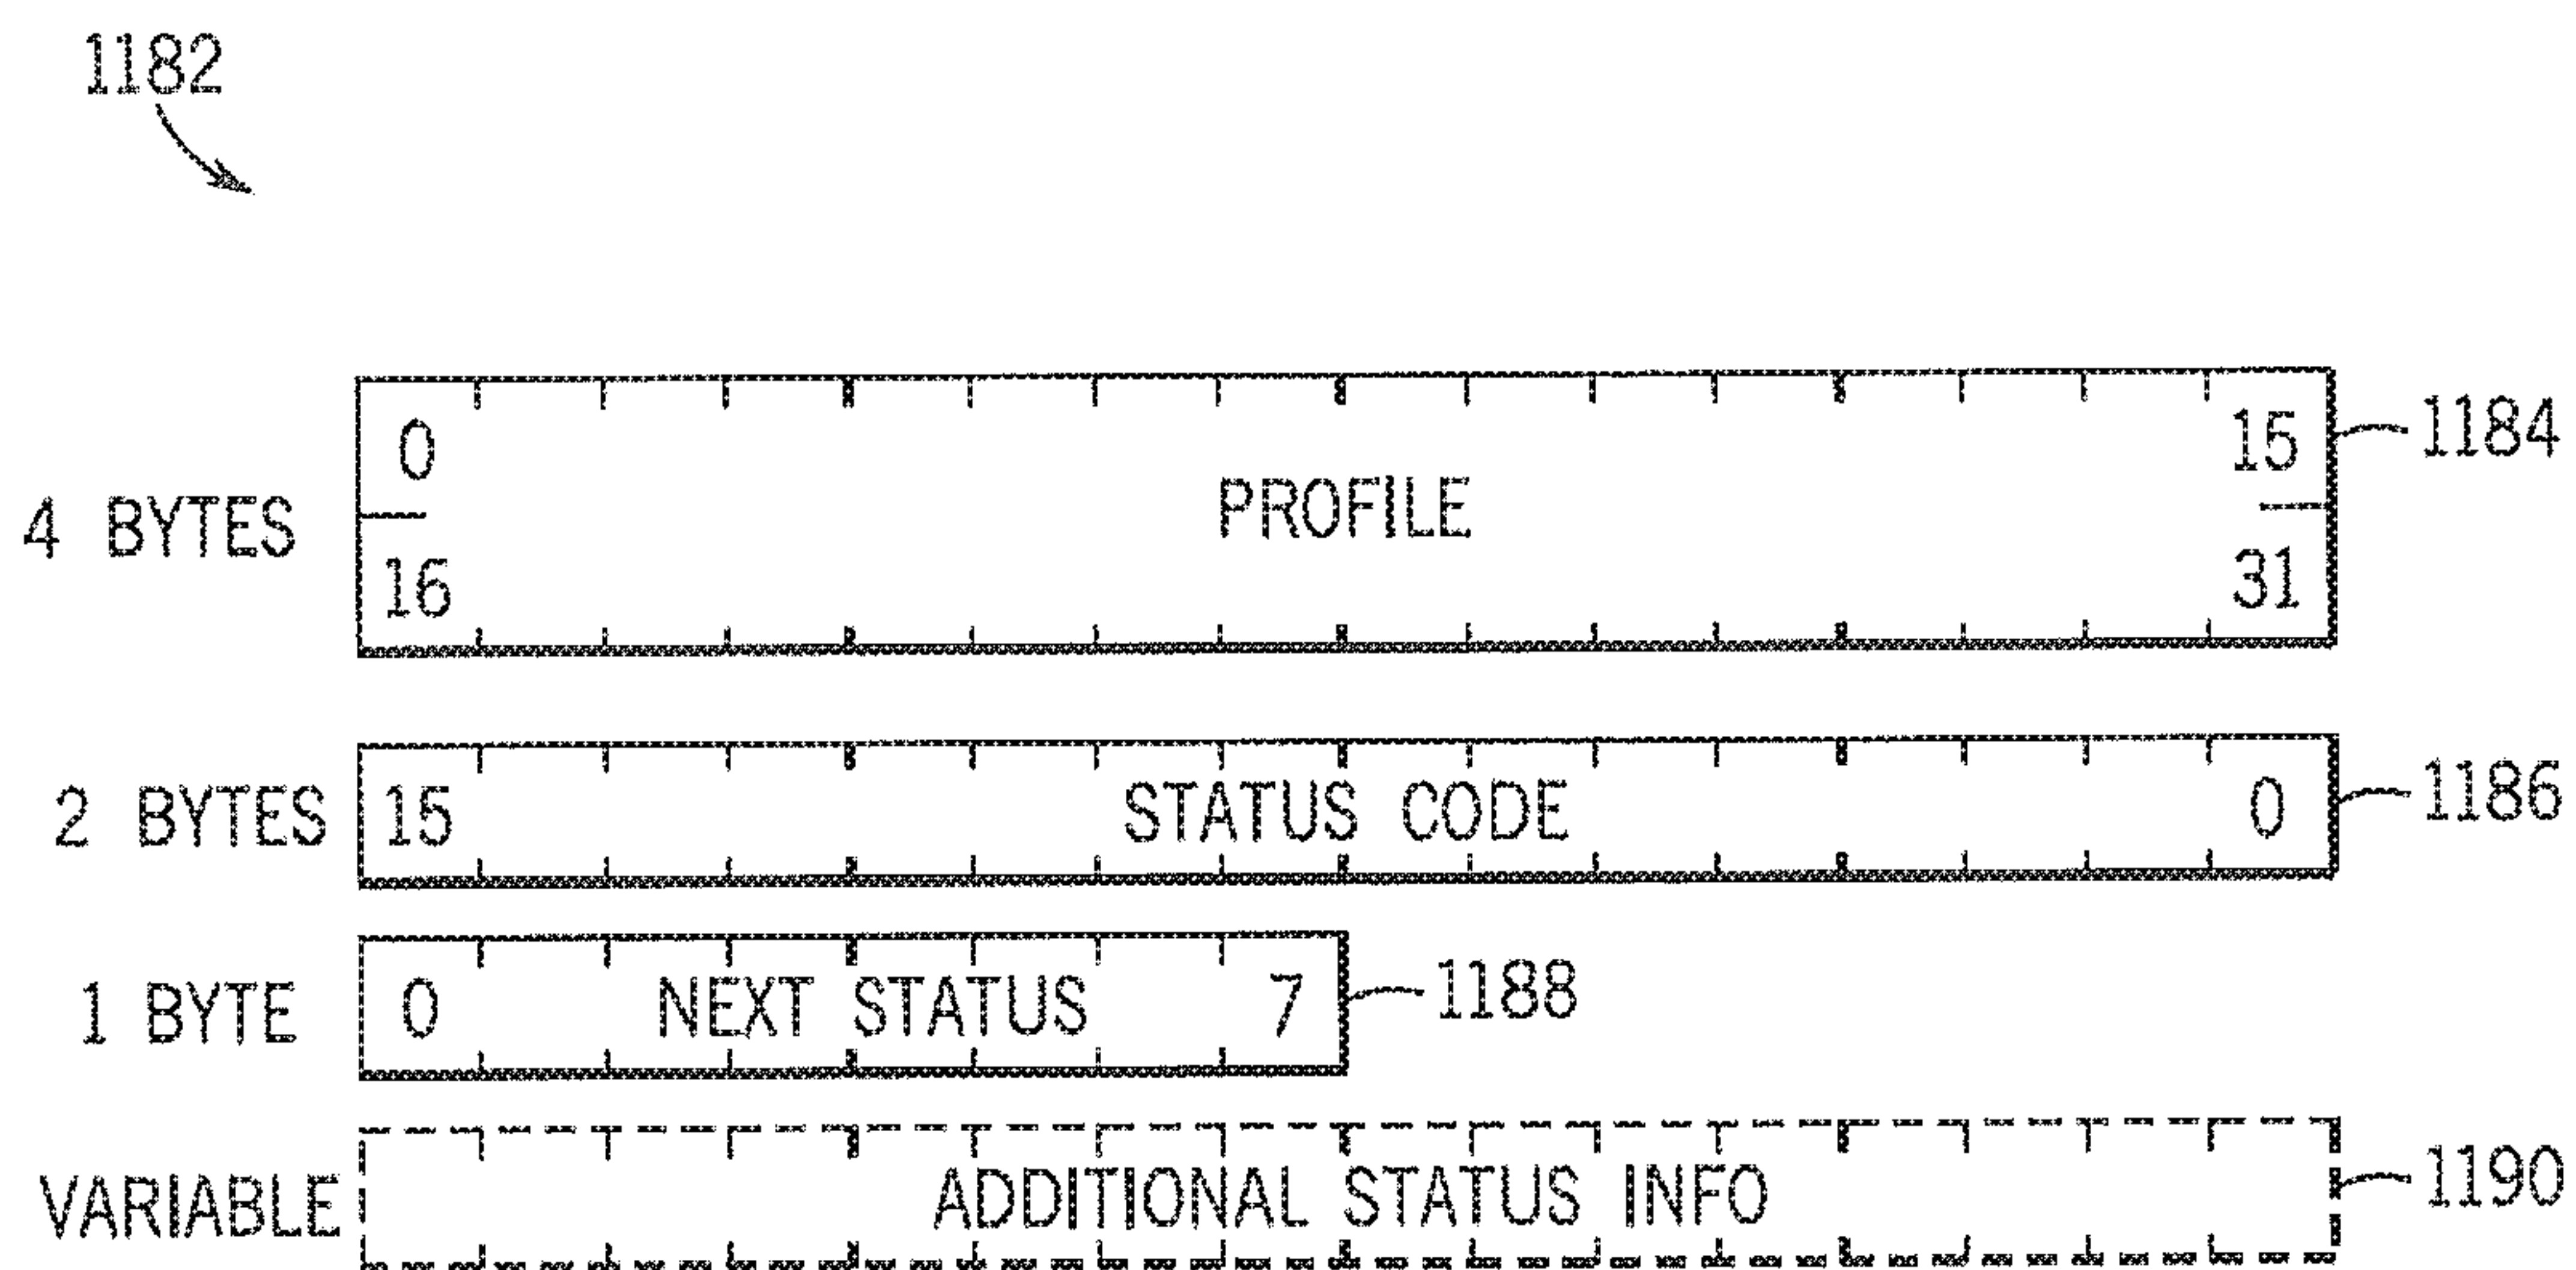 1182
0 15 1184
4 BYTES PROFILE
16 31
2 BYTES 15 STATUS CODE 0 1186
1 BYTE 0 NEXT STATUS 7 1188
VARIABLE ADDITIONAL STATUS INFO 1190